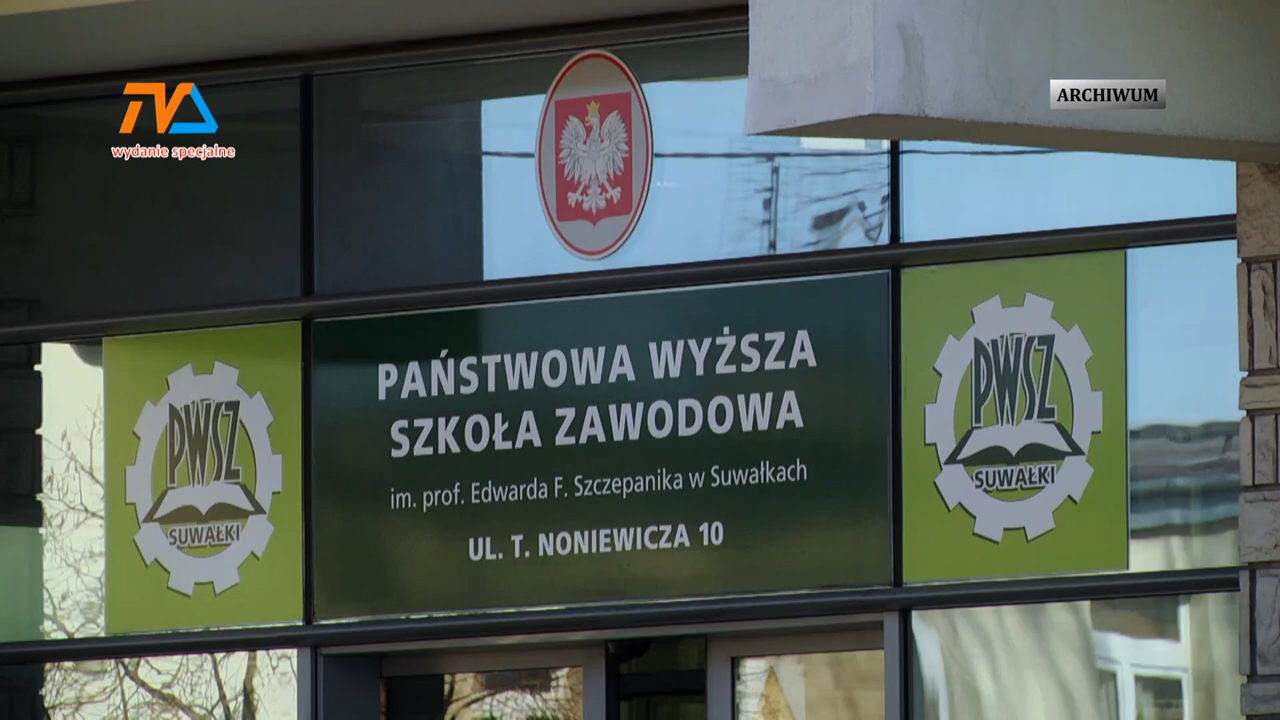 TVA
wydanie specjalne
ARCHIWUM
PAŃSTWOWA WYŻSZA
SZKOŁA ZAWODOWA
im. prof. Edwarda F. Szczepanika w Suwałkach
UL. T. NONIEWICZA 10
PWSZ
SUWAŁKI
PWSZ
SUWAŁKI